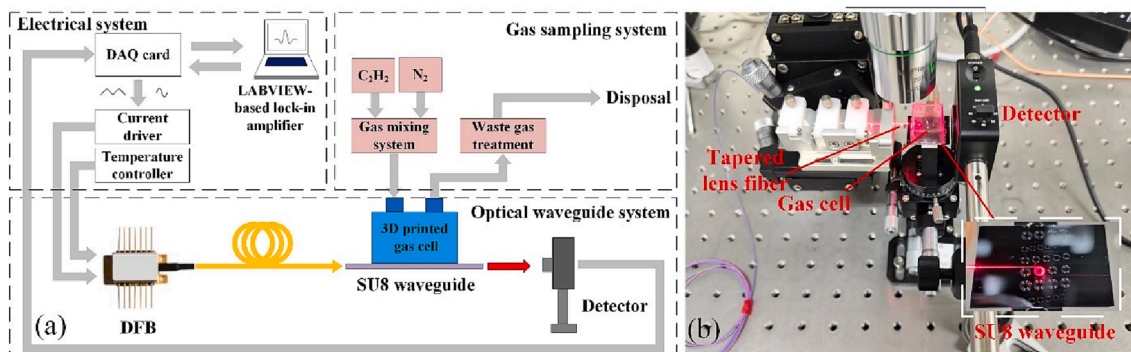 Electrical system
DAQ card
LABVIEW-
based lock-in
amplifier
Current
driver
Temperature
controller
Gas sampling system
C₂H₂
N₂
Gas mixing
system
Waste gas
treatment
Disposal
Optical waveguide system
3D printed
gas cell
SU8 waveguide
DFB
Detector
(a)
Detector
Tapered
lens fiber
Gas cell
SU8 waveguide
(b)